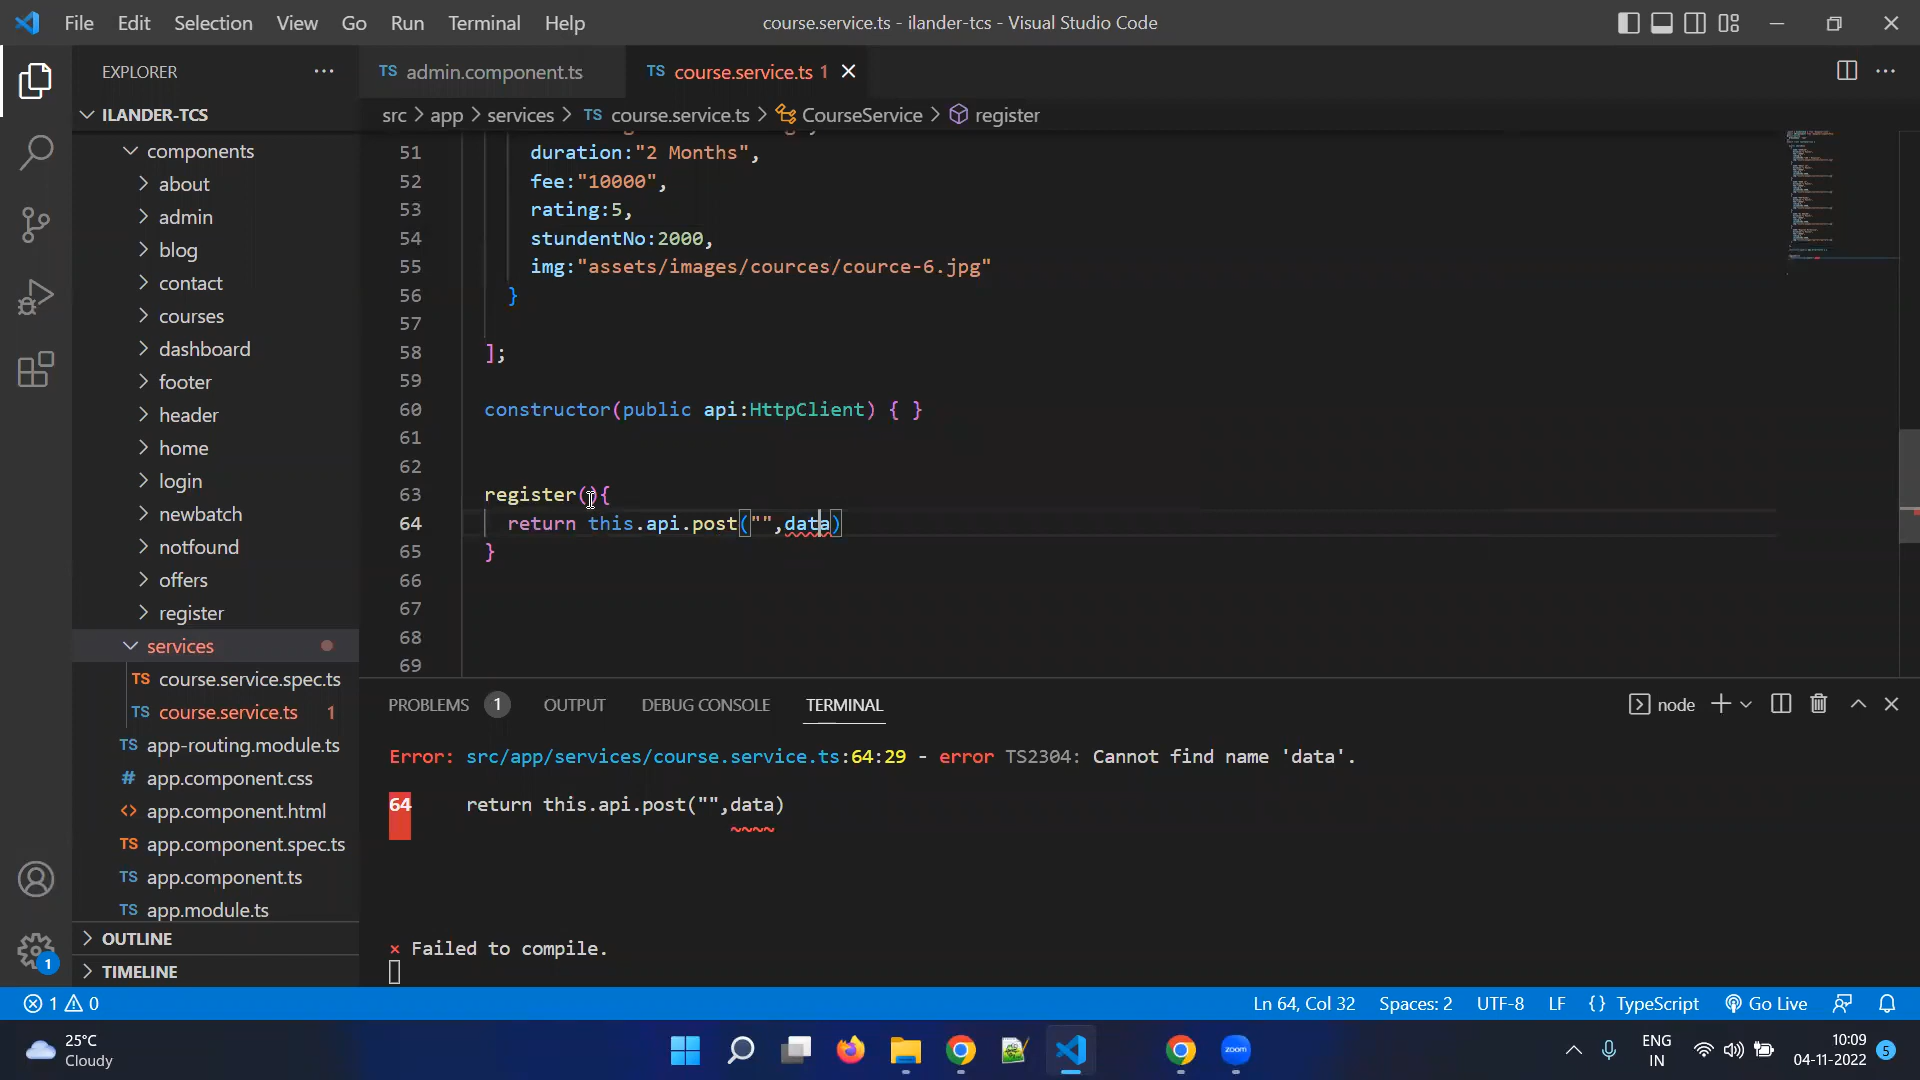 File Edit Selection View Go Run Terminal Help course.service.ts - ilander-tcs - Visual Studio Code
EXPLORER
TS admin.component.ts TS course.service.ts 1
ILANDER-TCS
src > app > services > TS course.service.ts > CourseService > register
components
about
admin
blog
contact
courses
dashboard
footer
header
home
login
newbatch
notfound
offers
register
services
TS course.service.spec.ts
TS course.service.ts 1
TS app-routing.module.ts
# app.component.css
<> app.component.html
TS app.component.spec.ts
TS app.component.ts
TS app.module.ts
OUTLINE
TIMELINE
51 duration:"2 Months",
52 fee:"10000",
53 rating:5,
54 stundentNo:2000,
55 img:"assets/images/cources/cource-6.jpg"
56 }
57
58 ];
59
60 constructor(public api:HttpClient) { }
61
62
63 register(){
64 return this.api.post("",data)
65 }
66
67
68
69
PROBLEMS 1 OUTPUT DEBUG CONSOLE TERMINAL node
Error: src/app/services/course.service.ts:64:29 - error TS2304: Cannot find name 'data'.
64 return this.api.post("",data)
~~~~
× Failed to compile.
1
1 0 Ln 64, Col 32 Spaces: 2 UTF-8 LF {} TypeScript Go Live
25°C
Cloudy
zoom
ENG
IN
10:09
04-11-2022
5